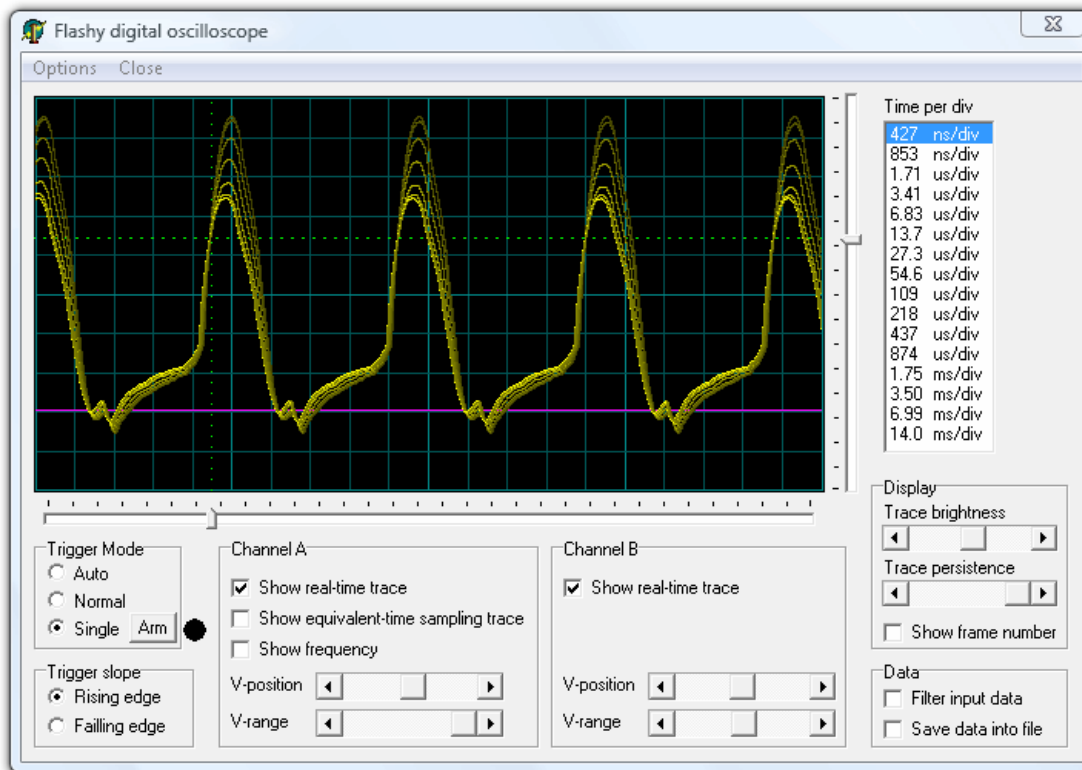 Flashy digital oscilloscope
Options Close
Time per div
427 ns/div
853 ns/div
1.71 us/div
3.41 us/div
6.83 us/div
13.7 us/div
27.3 us/div
54.6 us/div
109 us/div
218 us/div
437 us/div
874 us/div
1.75 ms/div
3.50 ms/div
6.99 ms/div
14.0 ms/div
Display
Trace brightness
Trace persistence
Show frame number
Trigger Mode
Auto
Normal
Single Arm
Trigger slope
Rising edge
Failling edge
Channel A
Show real-time trace
Show equivalent-time sampling trace
Show frequency
V-position
V-range
Channel B
Show real-time trace
V-position
V-range
Data
Filter input data
Save data into file